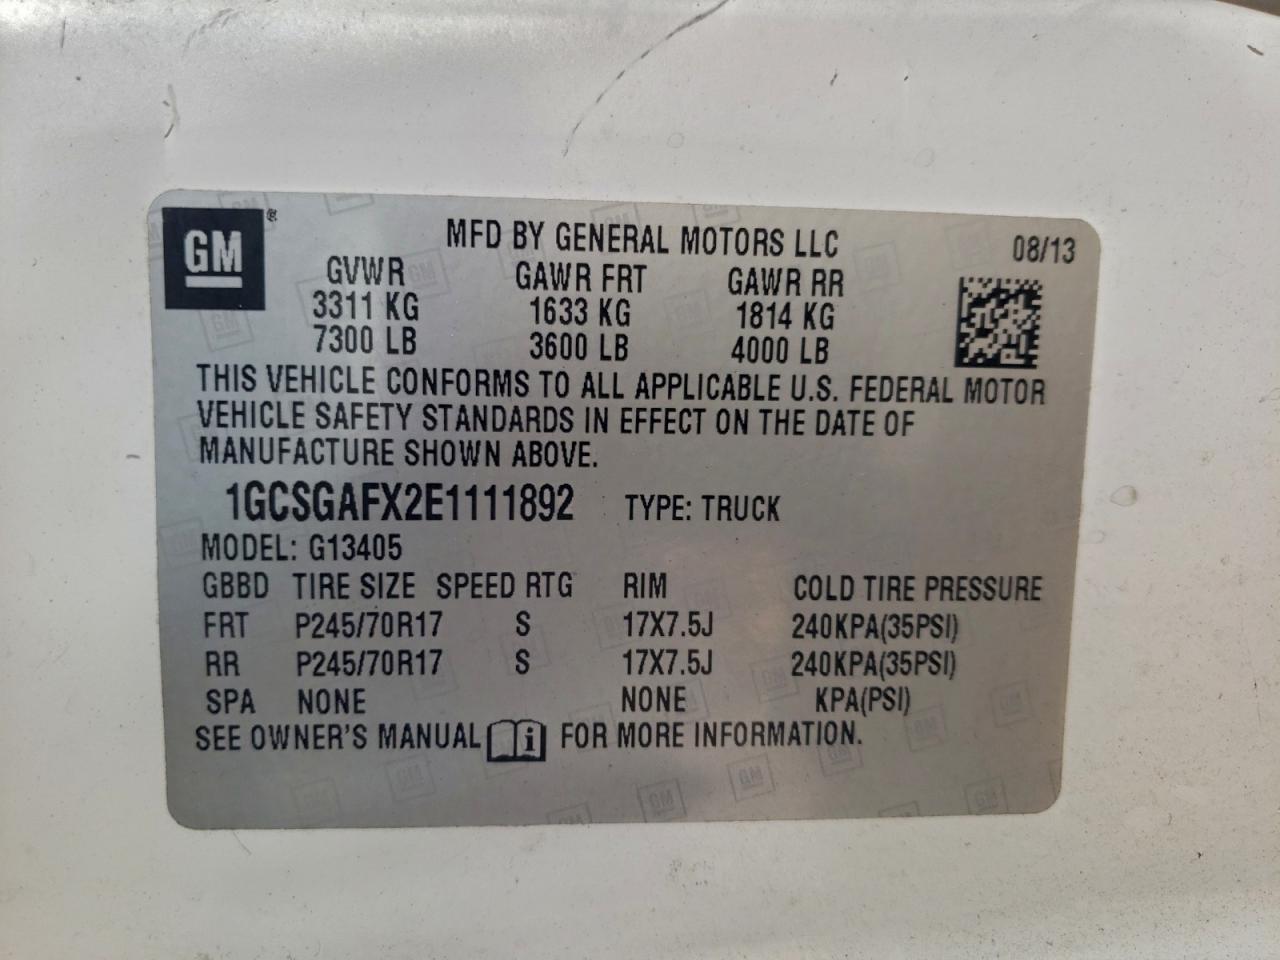 GM®
MFD BY GENERAL MOTORS LLC 08/13
GVWR GAWR FRT GAWR RR
3311 KG 1633 KG 1814 KG
7300 LB 3600 LB 4000 LB
THIS VEHICLE CONFORMS TO ALL APPLICABLE U.S. FEDERAL MOTOR
VEHICLE SAFETY STANDARDS IN EFFECT ON THE DATE OF
MANUFACTURE SHOWN ABOVE.
1GCSGAFX2E1111892 TYPE: TRUCK
MODEL: G13405
GBBD TIRE SIZE SPEED RTG RIM COLD TIRE PRESSURE
FRT P245/70R17 S 17X7.5J 240KPA(35PSI)
RR P245/70R17 S 17X7.5J 240KPA(35PSI)
SPA NONE NONE KPA(PSI)
SEE OWNER'S MANUAL i FOR MORE INFORMATION.